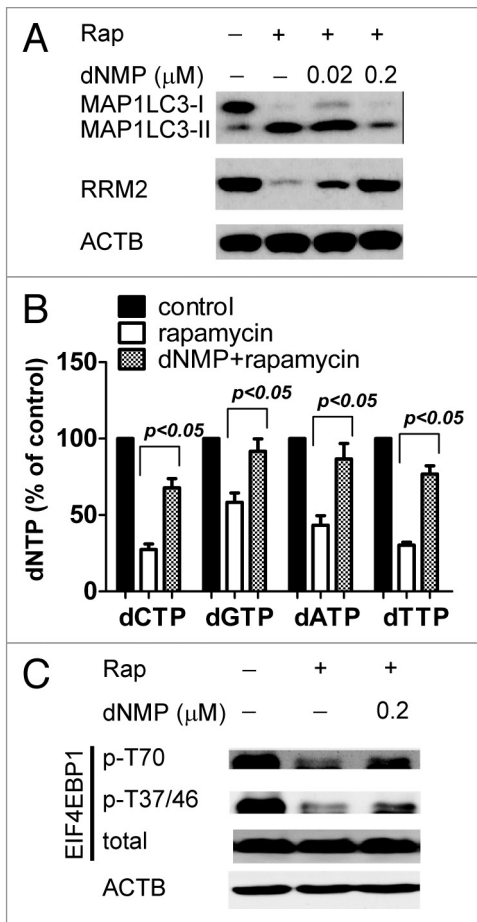 A
Rap – + + +
dNMP (μM) – – 0.02 0.2
MAP1LC3-I
MAP1LC3-II
RRM2
ACTB
B
control
rapamycin
dNMP+rapamycin
dNTP (% of control)
150
100
50
0
p<0.05 p<0.05 p<0.05 p<0.05
dCTP dGTP dATP dTTP
C
Rap – + +
dNMP (μM) – – 0.2
EIF4EBP1
p-T70
p-T37/46
total
ACTB